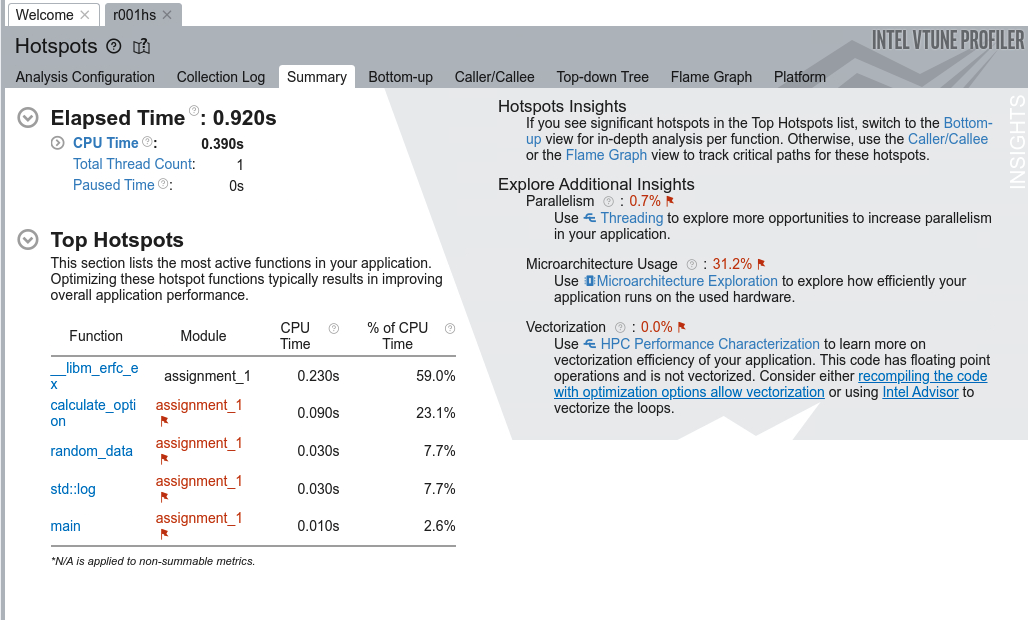 Welcome
r001hs
Hotspots
INTEL VTUNE PROFILER
Analysis Configuration
Collection Log
Summary
Bottom-up
Caller/Callee
Top-down Tree
Flame Graph
Platform
Elapsed Time : 0.920s
CPU Time : 0.390s
Total Thread Count: 1
Paused Time : 0s
Top Hotspots
This section lists the most active functions in your application.
Optimizing these hotspot functions typically results in improving
overall application performance.
Function Module CPU Time % of CPU Time
__libm_erfc_e
x assignment_1 0.230s 59.0%
calculate_opti
on assignment_1 0.090s 23.1%
random_data assignment_1 0.030s 7.7%
std::log assignment_1 0.030s 7.7%
main assignment_1 0.010s 2.6%
*N/A is applied to non-summable metrics.
Hotspots Insights
If you see significant hotspots in the Top Hotspots list, switch to the Bottom-
up view for in-depth analysis per function. Otherwise, use the Caller/Callee
or the Flame Graph view to track critical paths for these hotspots.
Explore Additional Insights
Parallelism : 0.7%
Use Threading to explore more opportunities to increase parallelism
in your application.
Microarchitecture Usage : 31.2%
Use Microarchitecture Exploration to explore how efficiently your
application runs on the used hardware.
Vectorization : 0.0%
Use HPC Performance Characterization to learn more on
vectorization efficiency of your application. This code has floating point
operations and is not vectorized. Consider either recompiling the code
with optimization options allow vectorization or using Intel Advisor to
vectorize the loops.
INSIGHTS